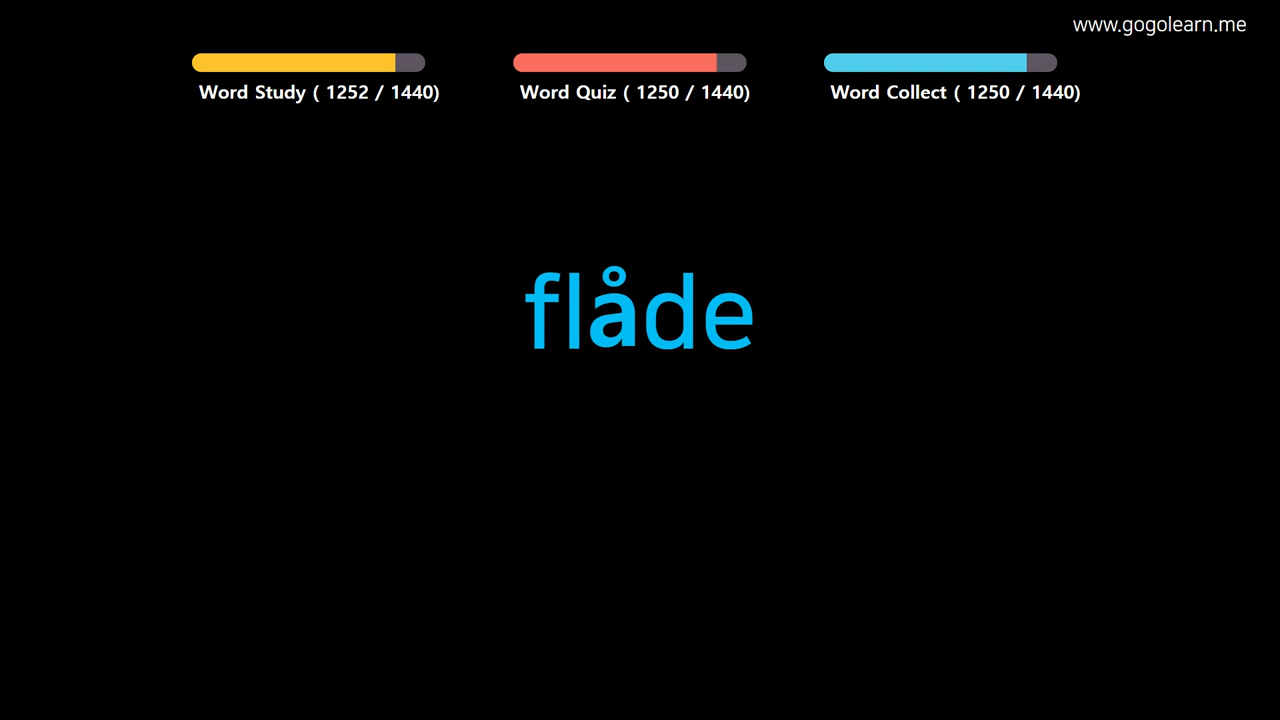 www.gogolearn.me
Word Study ( 1252 / 1440)
Word Quiz ( 1250 / 1440)
Word Collect ( 1250 / 1440)
flåde